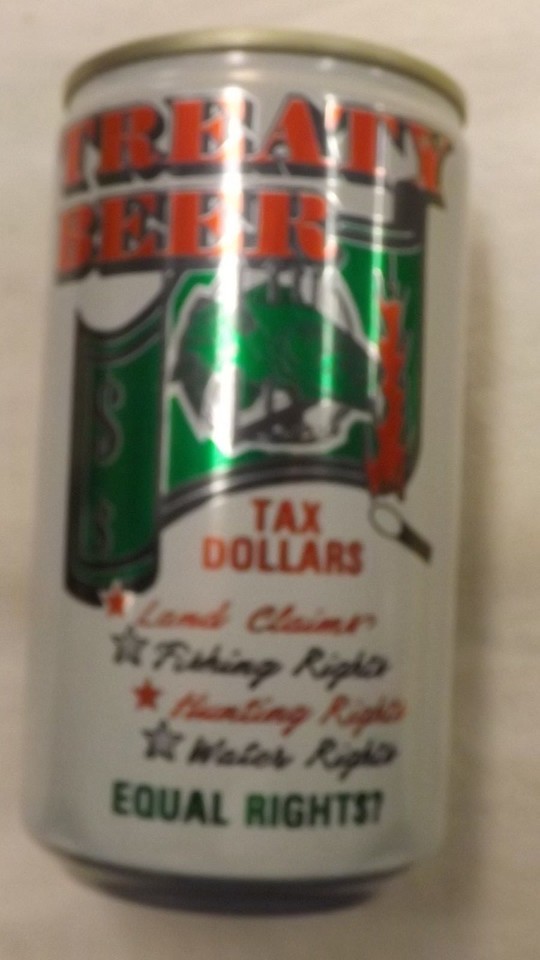 TREATY
BEER
TAX
DOLLARS
Land Claims
Fishing Rights
Hunting Rights
Water Rights
EQUAL RIGHTS?